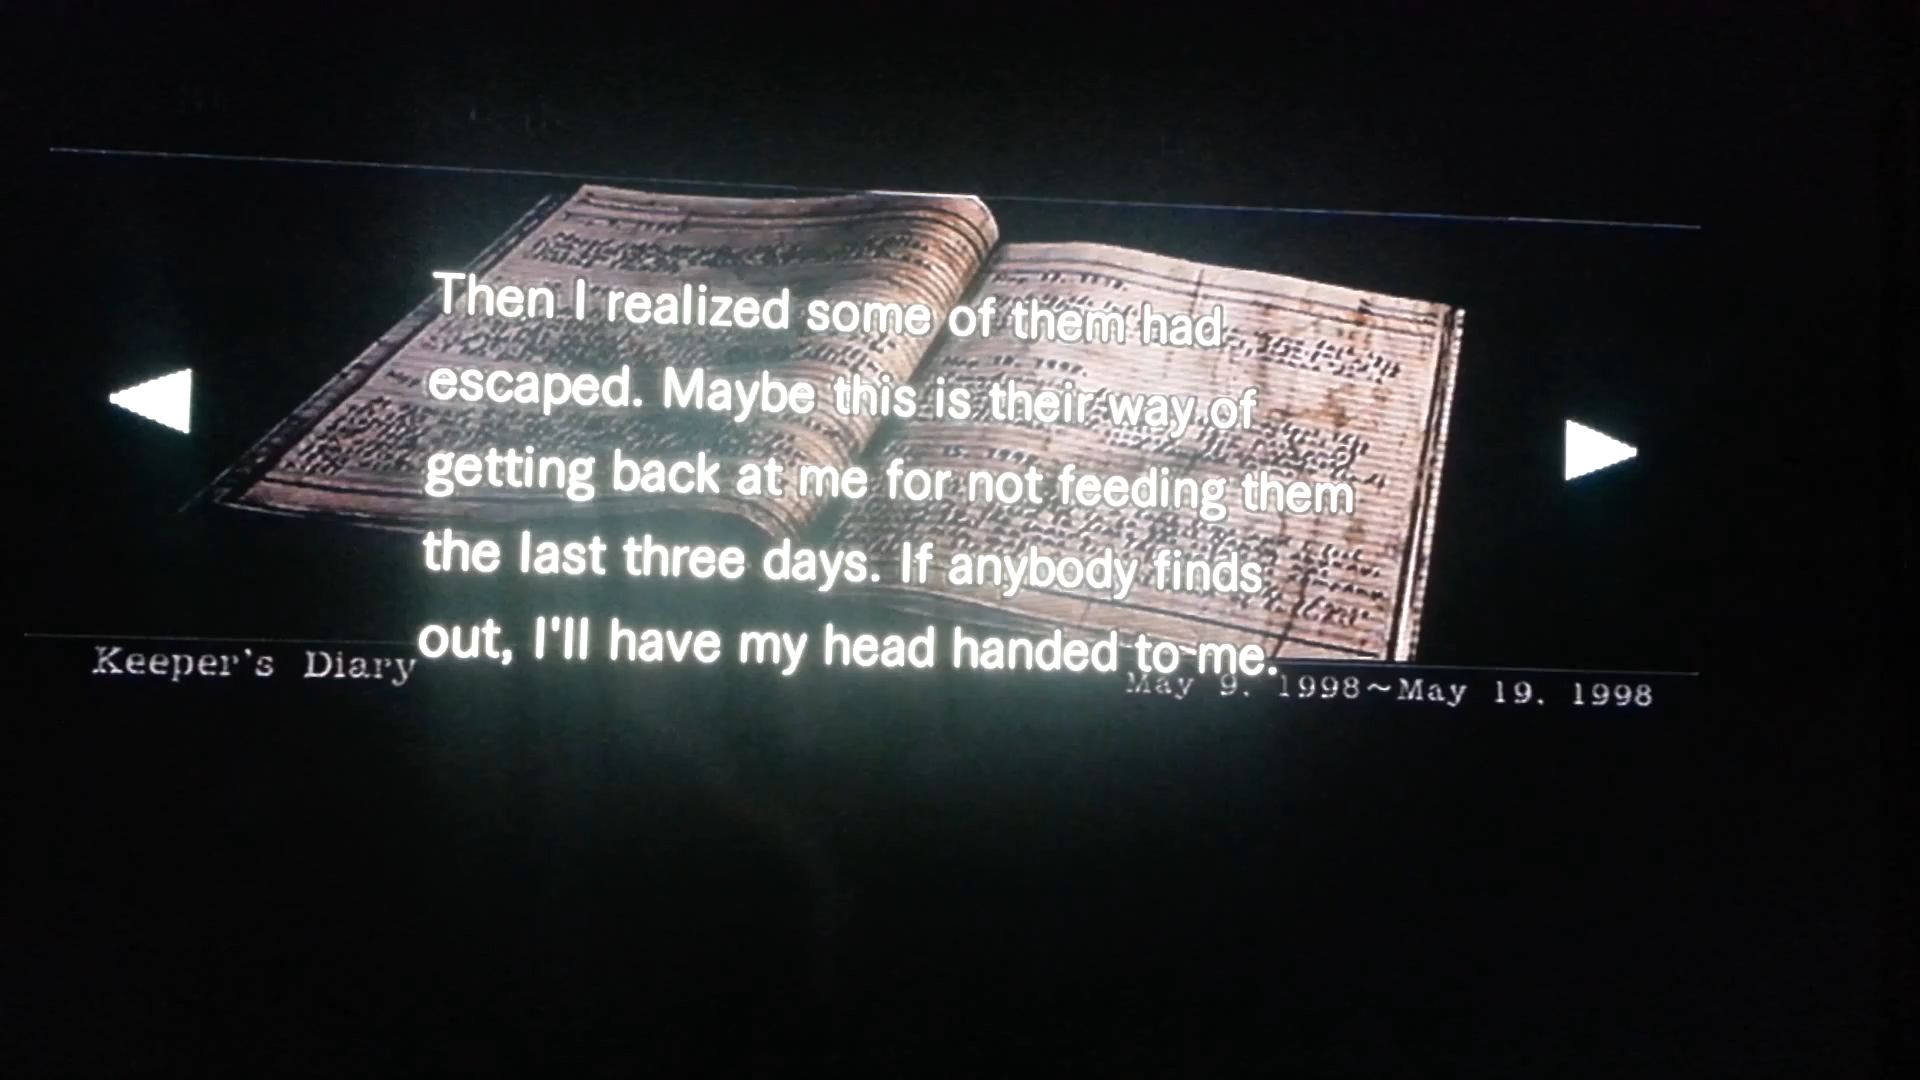 Then I realized some of them had
escaped. Maybe this is their way of
getting back at me for not feeding them
the last three days. If anybody finds
out, I'll have my head handed to me.
Keeper's Diary
May 9. 1998~May 19. 1998